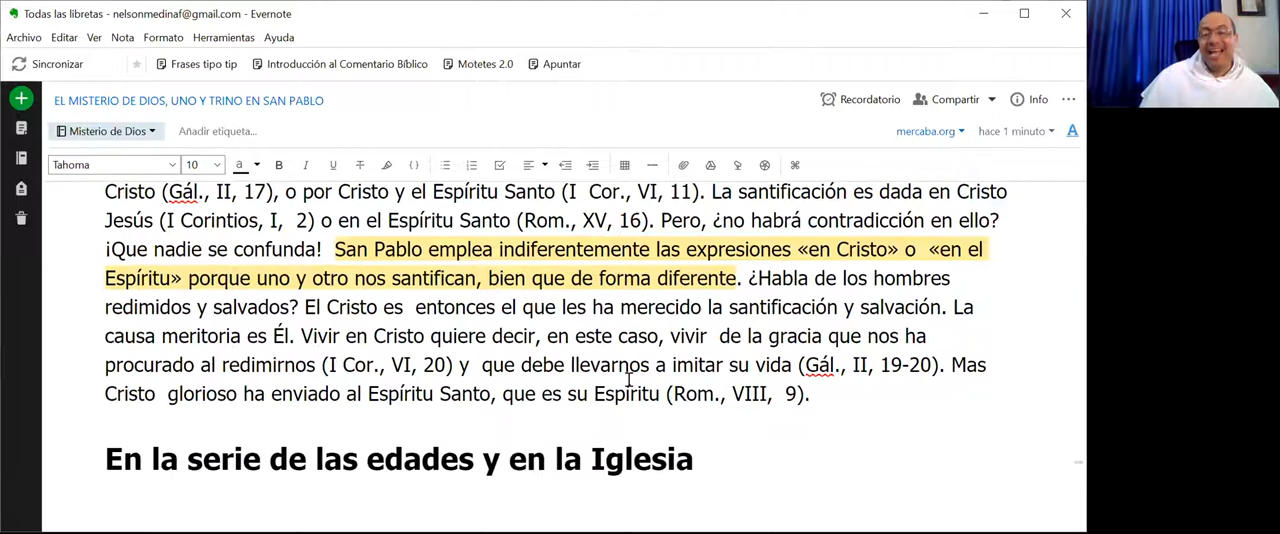 Todas las libretas - nelsonmedinaf@gmail.com - Evernote
Archivo Editar Ver Nota Formato Herramientas Ayuda
Sincronizar Frases tipo tip Introducción al Comentario Bíblico Motetes 2.0 Apuntar
EL MISTERIO DE DIOS, UNO Y TRINO EN SAN PABLO Recordatorio Compartir Info
Misterio de Dios Añadir etiqueta... mercaba.org hace 1 minuto
Tahoma 10
Cristo (Gál., II, 17), o por Cristo y el Espíritu Santo (I Cor., VI, 11). La santificación es dada en Cristo
Jesús (I Corintios, I, 2) o en el Espíritu Santo (Rom., XV, 16). Pero, ¿no habrá contradicción en ello?
¡Que nadie se confunda! San Pablo emplea indiferentemente las expresiones «en Cristo» o «en el
Espíritu» porque uno y otro nos santifican, bien que de forma diferente. ¿Habla de los hombres
redimidos y salvados? El Cristo es entonces el que les ha merecido la santificación y salvación. La
causa meritoria es Él. Vivir en Cristo quiere decir, en este caso, vivir de la gracia que nos ha
procurado al redimirnos (I Cor., VI, 20) y que debe llevarnos a imitar su vida (Gál., II, 19-20). Mas
Cristo glorioso ha enviado al Espíritu Santo, que es su Espíritu (Rom., VIII, 9).
En la serie de las edades y en la Iglesia